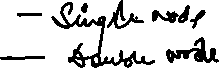 — Single node
— Double node